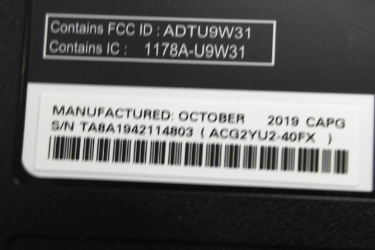 Contains FCC ID : ADTU9W31
Contains IC : 1178A-U9W31
MANUFACTURED: OCTOBER 2019 CAPG
S/N TA8A1942114803 ( ACG2YU2-40FX )